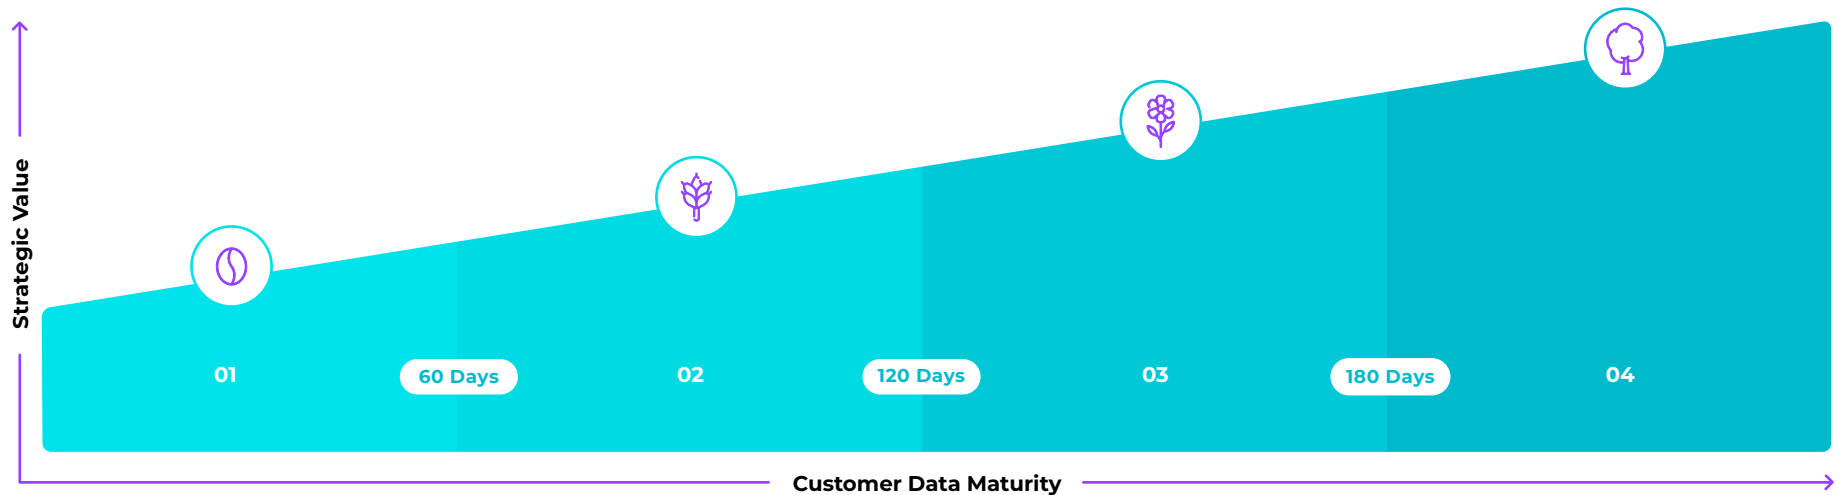 Strategic Value
01
60 Days
02
120 Days
03
180 Days
04
Customer Data Maturity